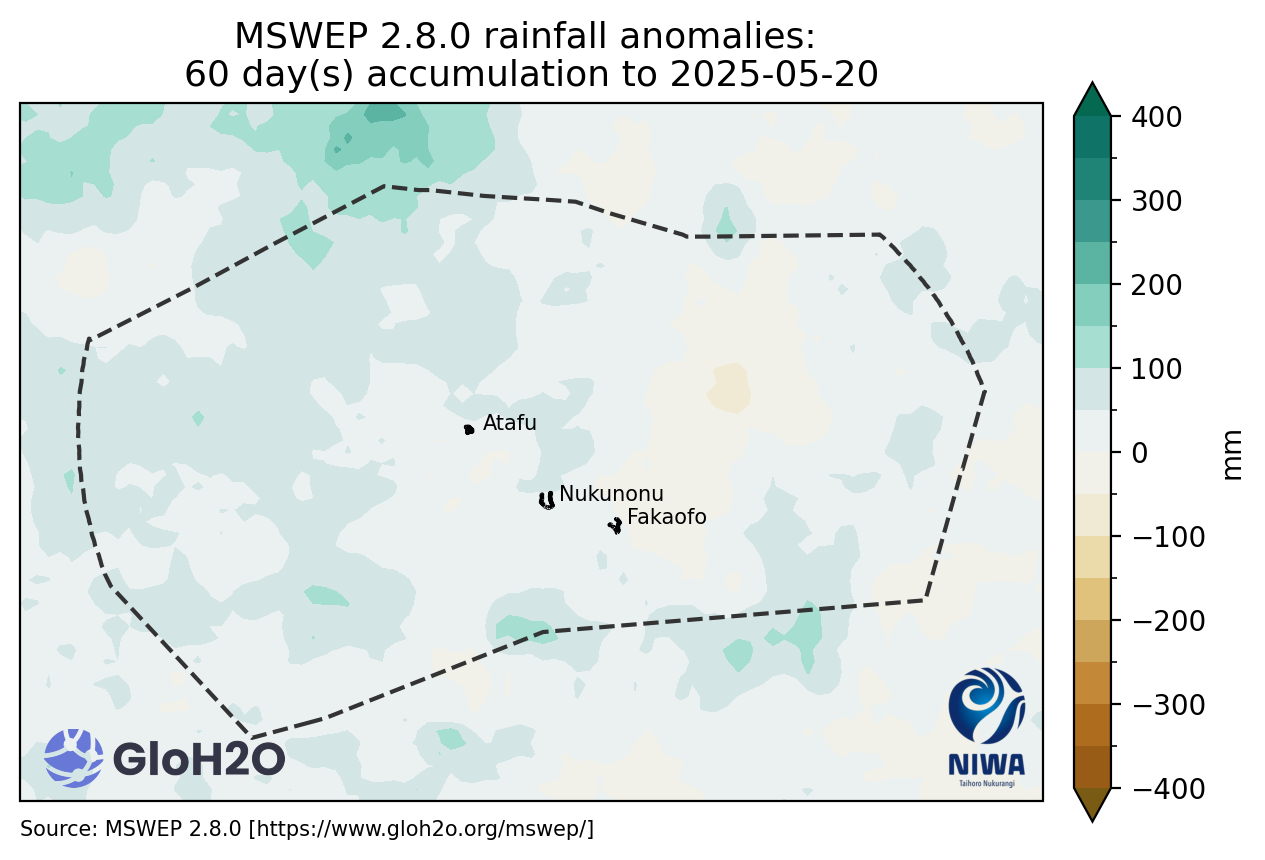 MSWEP 2.8.0 rainfall anomalies:
60 day(s) accumulation to 2025-05-20
400
300
200
100
0
−100
−200
−300
−400
mm
Atafu
Nukunonu
Fakaofo
GloH2O
NIWA
Taihoro Nukurangi
Source: MSWEP 2.8.0 [https://www.gloh2o.org/mswep/]